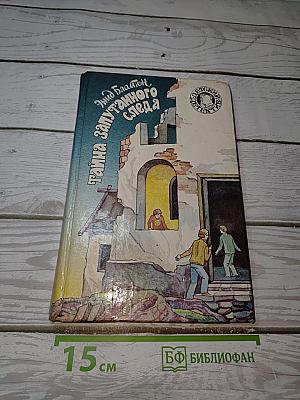 Энид Блайтон
ТАЙНА ЗАПУТАННОГО
СЛЕДА
15 см
БФ БИБЛИОФАН